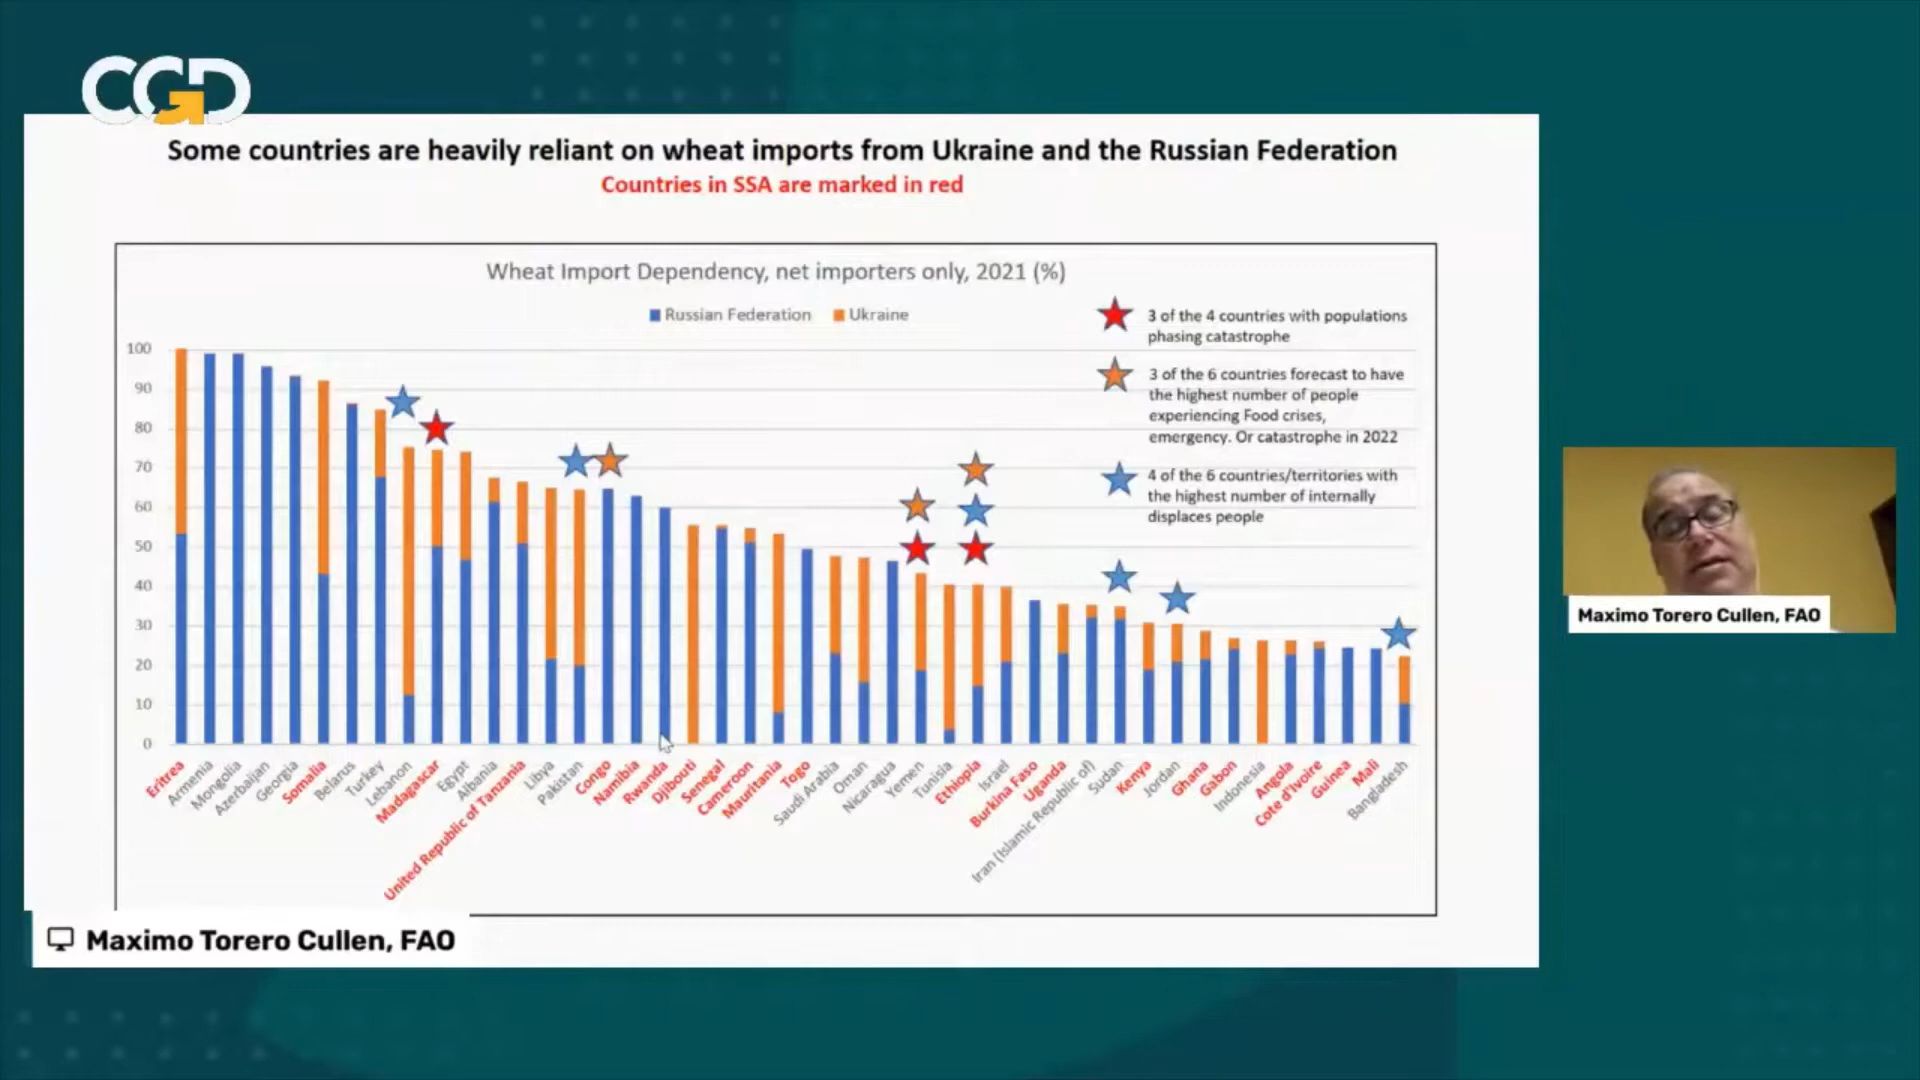 CGD
Some countries are heavily reliant on wheat imports from Ukraine and the Russian Federation
Countries in SSA are marked in red
Wheat Import Dependency, net importers only, 2021 (%)
Russian Federation
Ukraine
3 of the 4 countries with populations
phasing catastrophe
3 of the 6 countries forecast to have
the highest number of people
experiencing Food crises,
emergency. Or catastrophe in 2022
4 of the 6 countries/territories with
the highest number of internally
displaces people
100
90
80
70
60
50
40
30
20
10
0
Eritrea
Armenia
Mongolia
Azerbaijan
Georgia
Somalia
Belarus
Turkey
Lebanon
Madagascar
Egypt
Albania
United Republic of Tanzania
Libya
Pakistan
Congo
Namibia
Rwanda
Djibouti
Senegal
Cameroon
Mauritania
Togo
Saudi Arabia
Oman
Nicaragua
Yemen
Tunisia
Ethiopia
Israel
Burkina Faso
Uganda
Iran (Islamic Republic of)
Sudan
Kenya
Jordan
Ghana
Gabon
Indonesia
Angola
Cote d'Ivoire
Guinea
Mali
Bangladesh
Maximo Torero Cullen, FAO
Maximo Torero Cullen, FAO